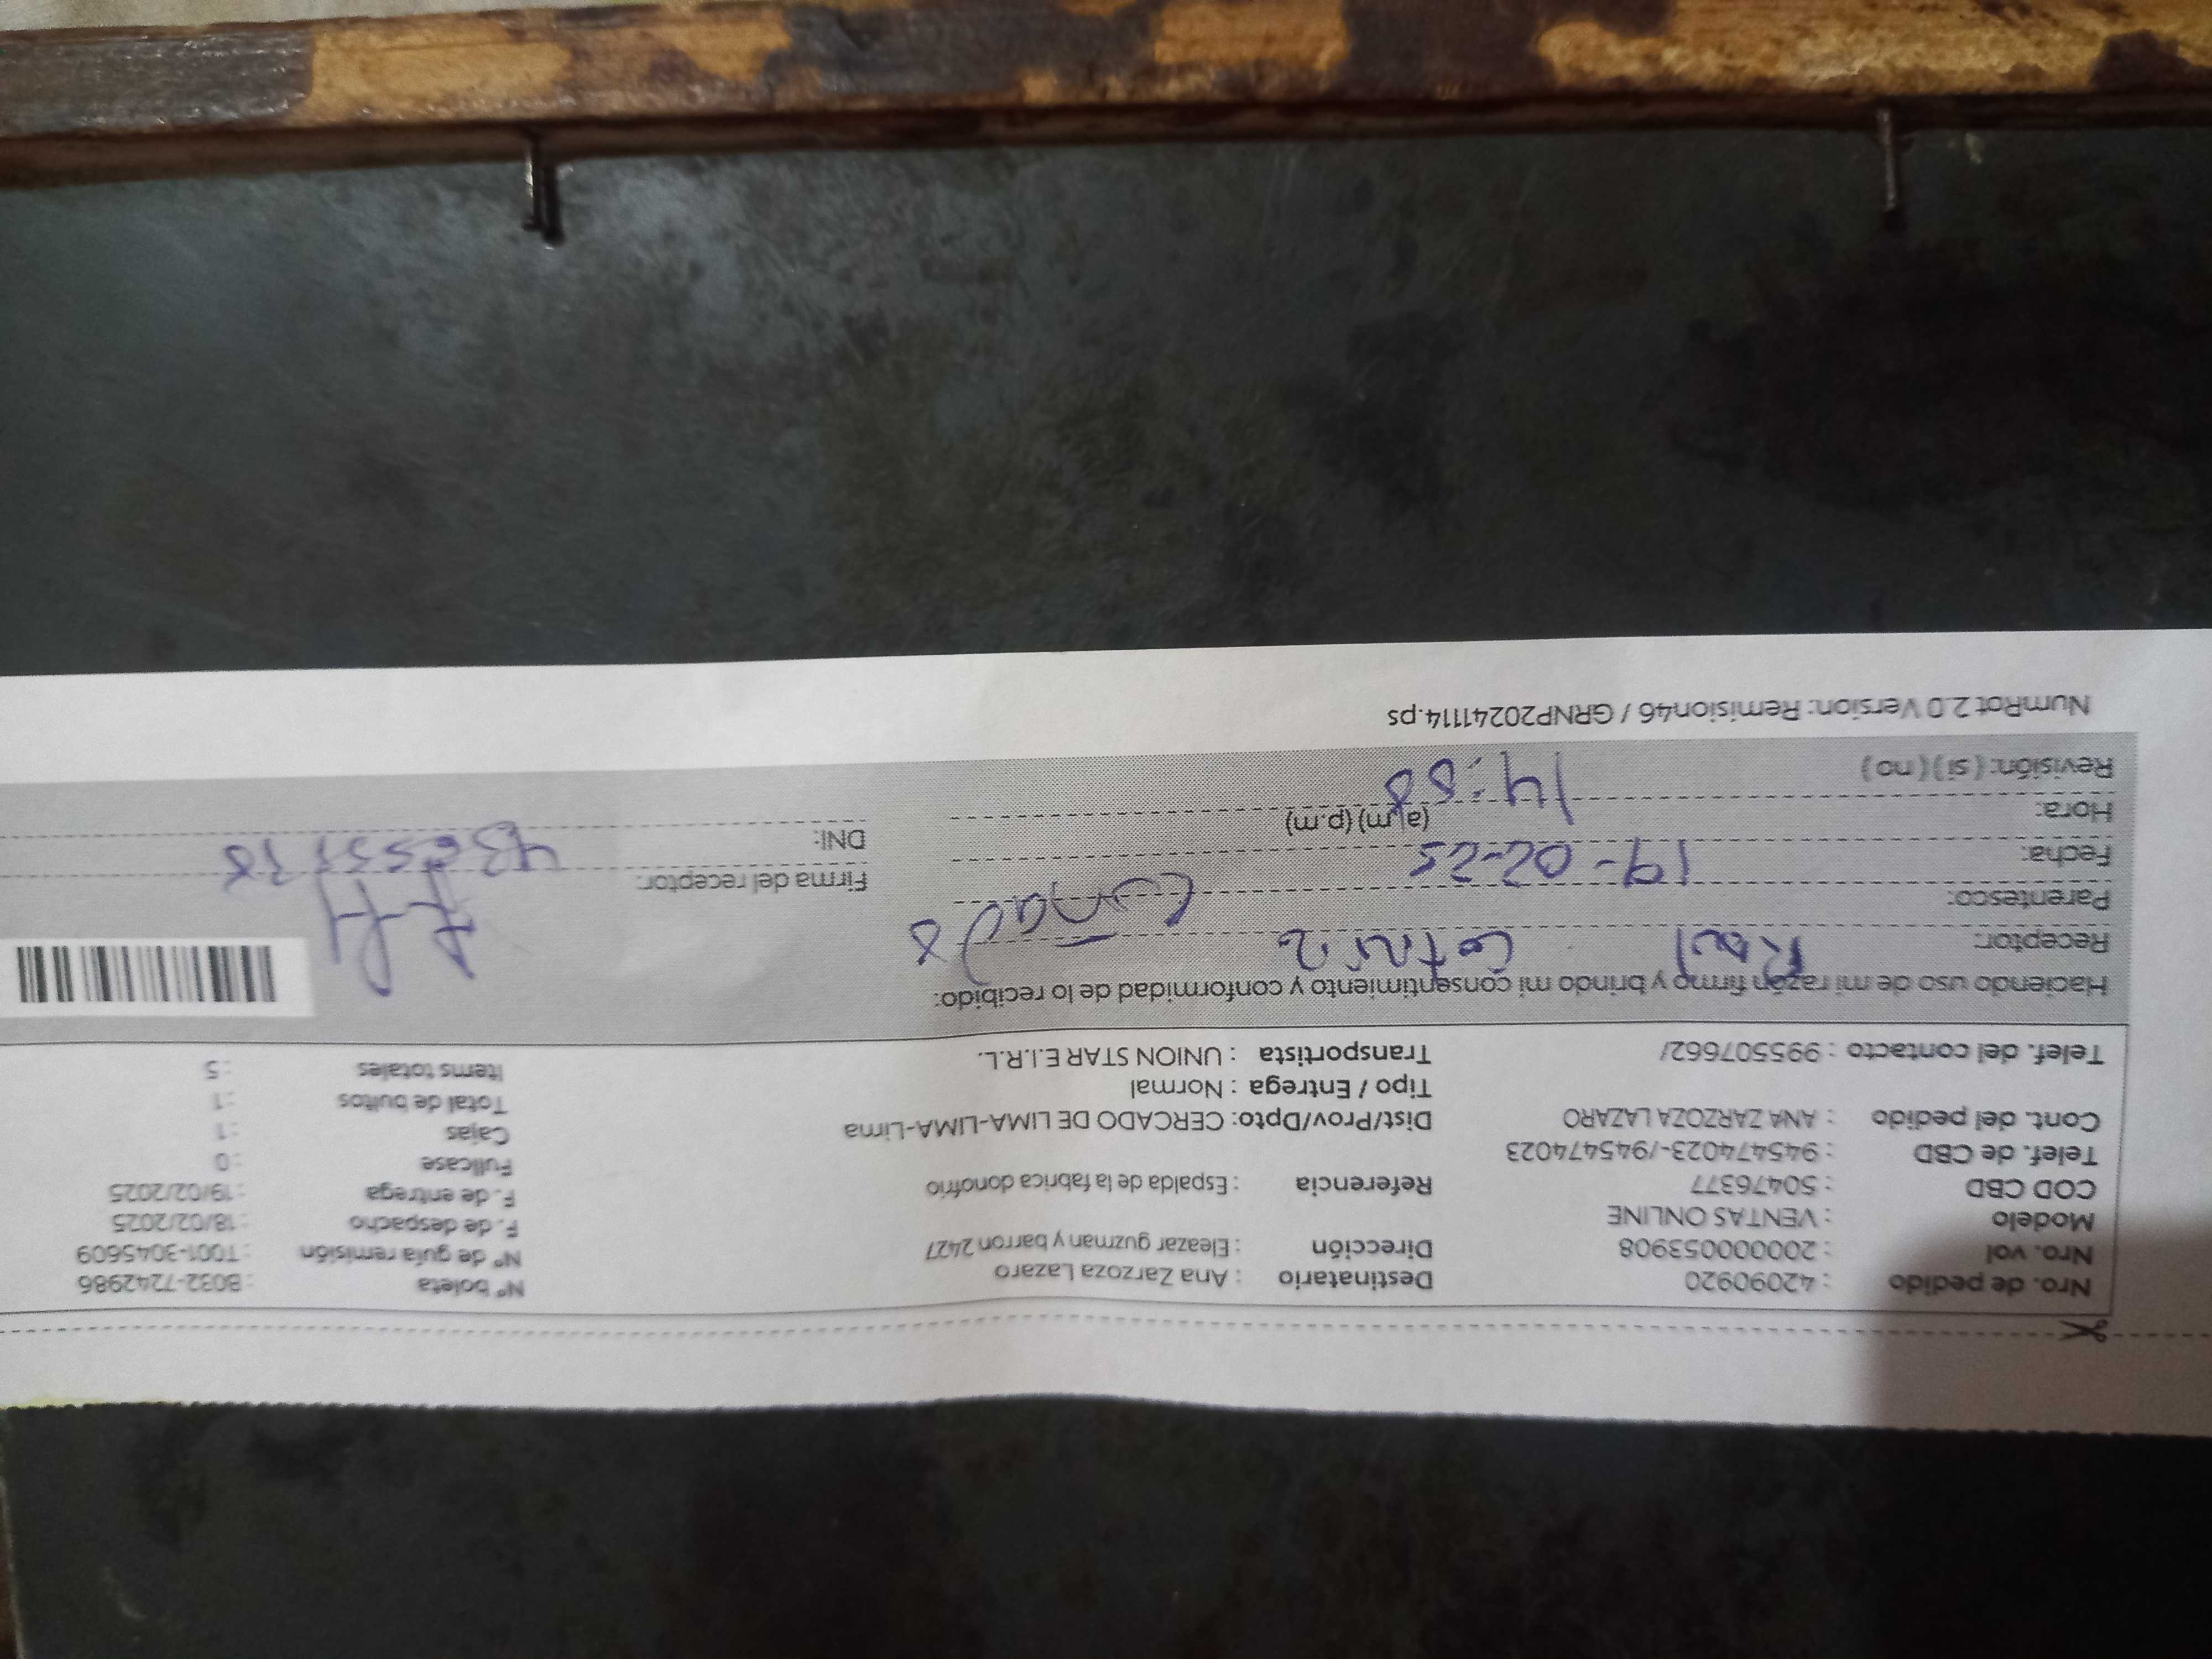 Nro. de pedido : 42090920 Destinatario : Ana Zarzoza Lazaro Nº boleta : B032-7242986
Nro. vol : 20000053908 Dirección : Eleazar guzman y barron 2427 Nº de guía remisión : T001-3045609
Modelo : VENTAS ONLINE F. de despacho : 18/02/2025
COD CBD : 50476377 Referencia : Espalda de la fabrica donofrio F. de entrega : 19/02/2025
Telef. de CBD : 945474023-/945474023 Fullcase : 0
Cont. del pedido : ANA ZARZOZA LAZARO Dist/Prov/Dpto: CERCADO DE LIMA-LIMA-Lima Cajas : 1
Tipo / Entrega : Normal Total de bultos : 1
Telef. del contacto : 995507662/ Transportista : UNION STAR E.I.R.L. Items totales : 5
Haciendo uso de mi razón firmo y brindo mi consentimiento y conformidad de lo recibido:
Receptor: Raul
Parentesco: Cuñado Firma del receptor:
Fecha: 19-02-25 DNI:
Hora: (a.m) (p.m)
Revisión: ( si ) ( no )
NumRot 2.0 Version: Remision46 / GRNP20241114.ps